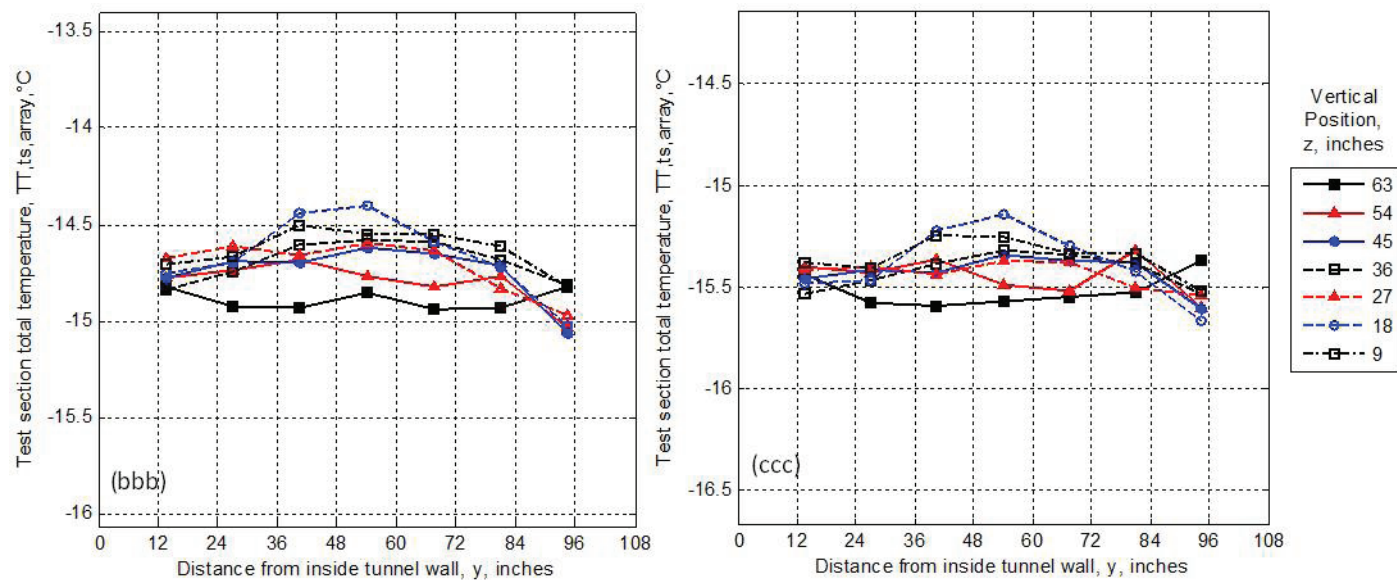 -13.5
-14
-14.5
-15
-15.5
-16
Test section total temperature, TT,ts,array,°C
(bbb)
0 12 24 36 48 60 72 84 96 108
Distance from inside tunnel wall, y, inches
-14.5
-15
-15.5
-16
-16.5
Test section total temperature, TT,ts,array,°C
(ccc)
0 12 24 36 48 60 72 84 96 108
Distance from inside tunnel wall, y, inches
Vertical
Position,
z, inches
63
54
45
36
27
18
9